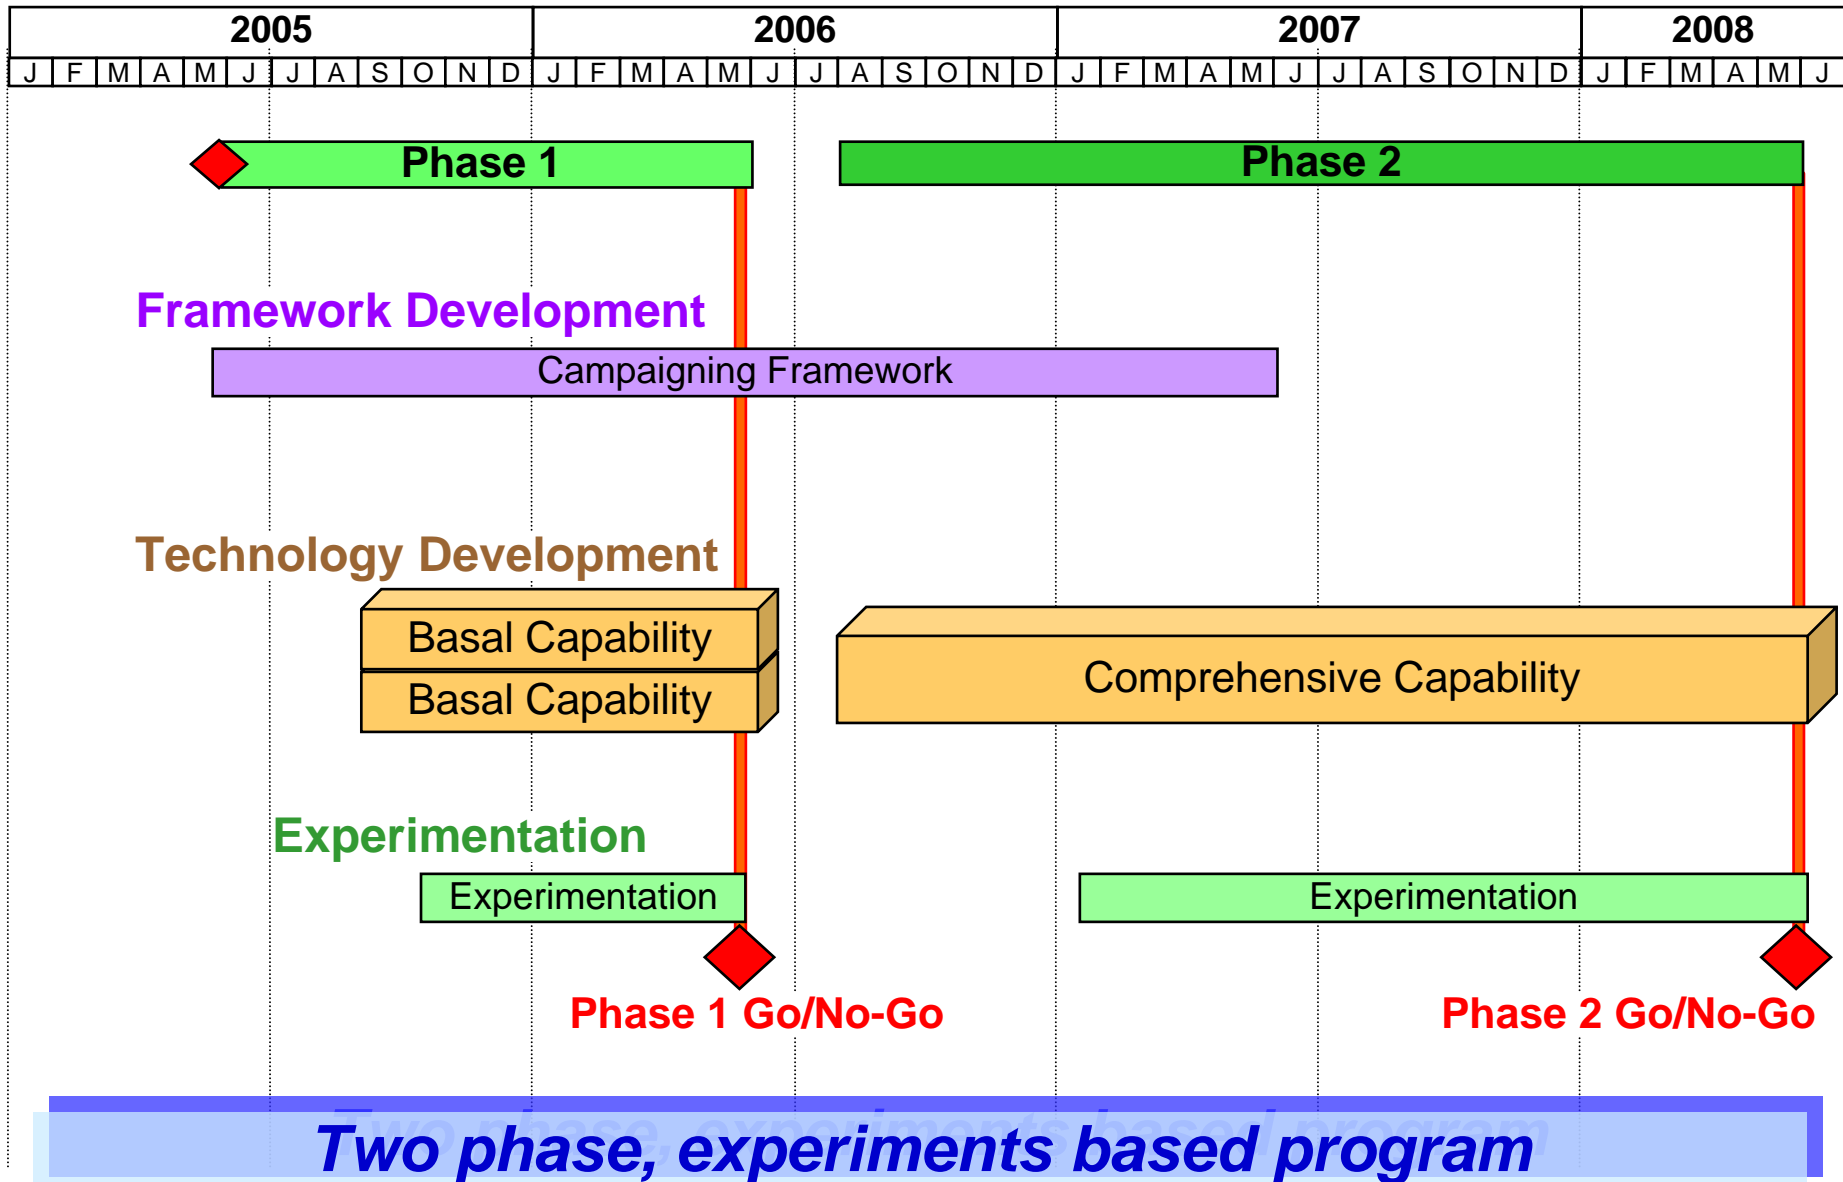 2005 2006 2007 2008
J F M A M J J A S O N D J F M A M J J A S O N D J F M A M J J A S O N D J F M A M J
Phase 1 Phase 2
Framework Development
Campaigning Framework
Technology Development
Basal Capability
Comprehensive Capability
Basal Capability
Experimentation
Experimentation Experimentation
Phase 1 Go/No-Go Phase 2 Go/No-Go
Two phase, experiments based program